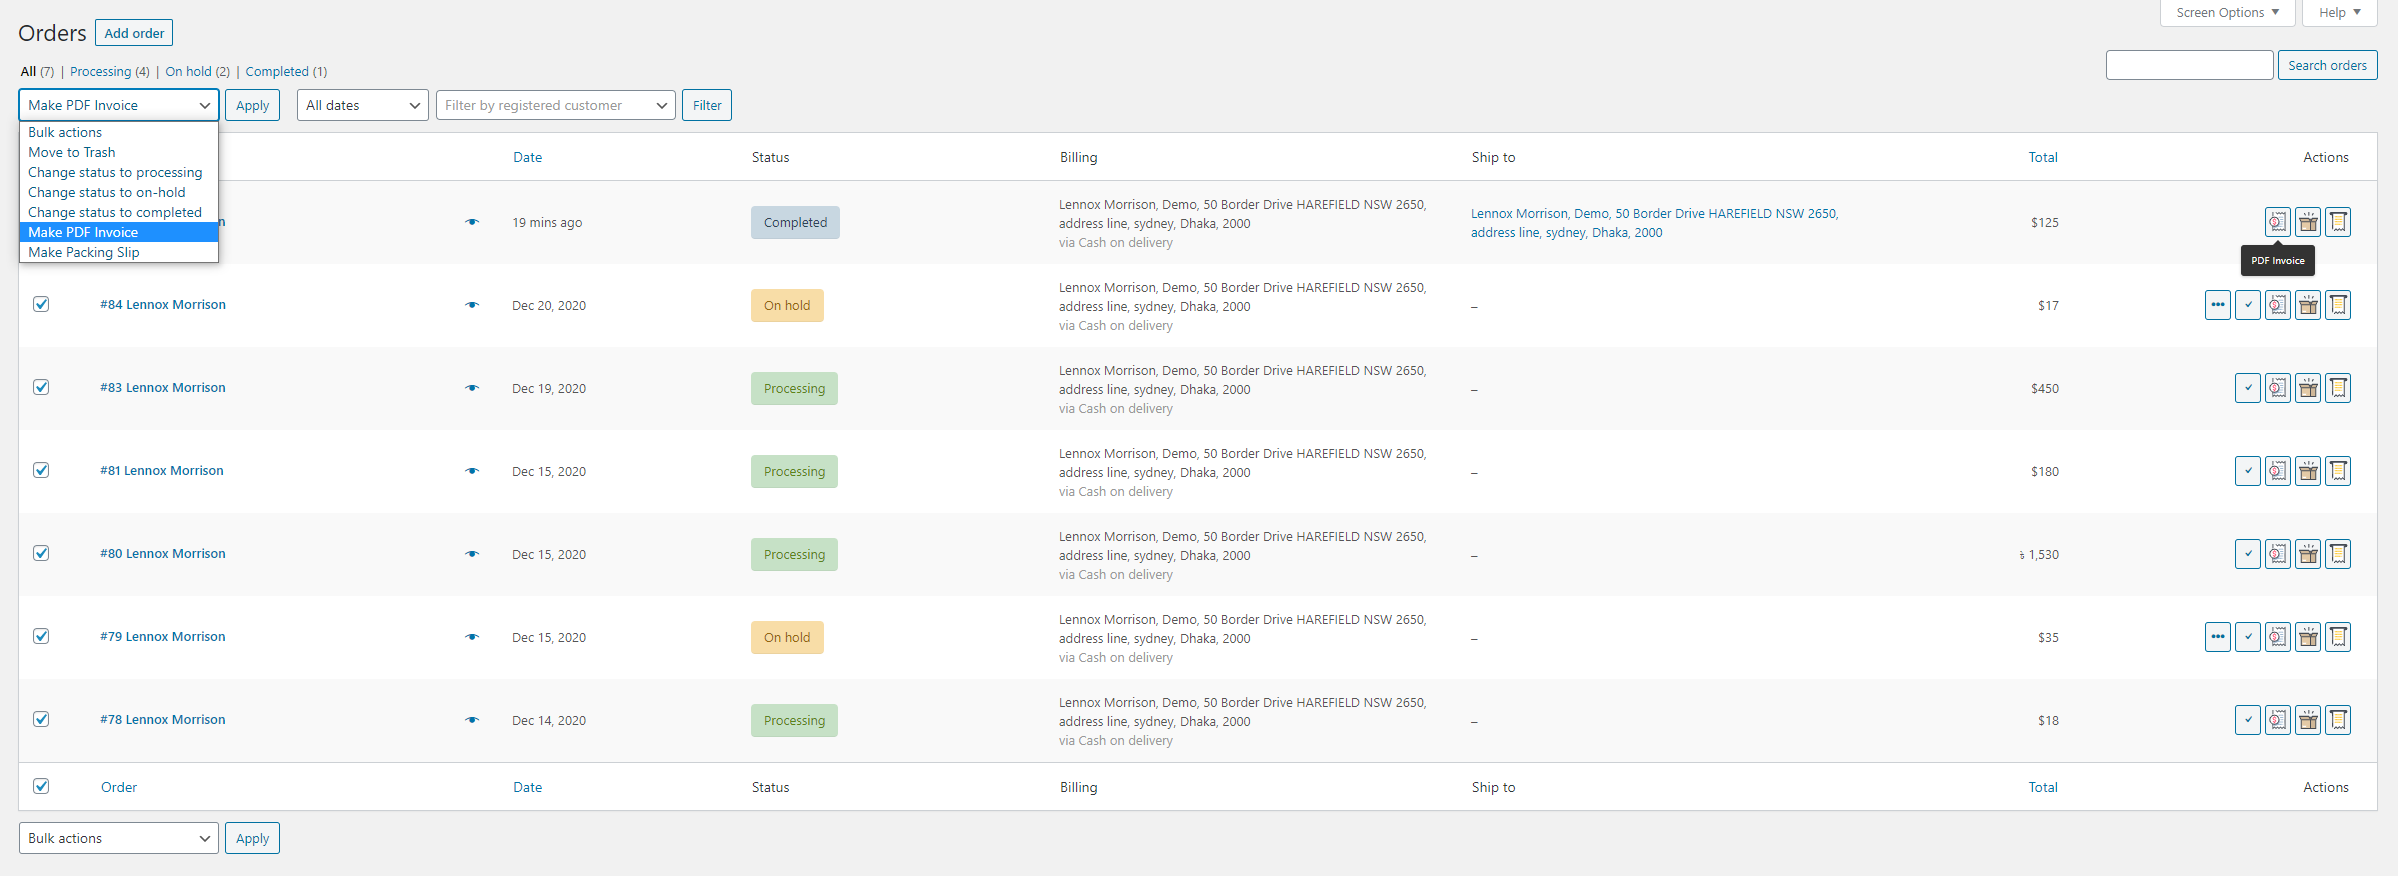 Screen Options ▼ Help ▼
Orders Add order
All (7) | Processing (4) | On hold (2) | Completed (1)
Search orders
Make PDF Invoice Apply All dates Filter by registered customer Filter
Bulk actions
Move to Trash
Change status to processing
Change status to on-hold
Change status to completed
Make PDF Invoice
Make Packing Slip
Date Status Billing Ship to Total Actions
19 mins ago Completed
Lennox Morrison, Demo, 50 Border Drive HAREFIELD NSW 2650,
address line, sydney, Dhaka, 2000
via Cash on delivery
Lennox Morrison, Demo, 50 Border Drive HAREFIELD NSW 2650,
address line, sydney, Dhaka, 2000
$125
PDF Invoice
#84 Lennox Morrison Dec 20, 2020 On hold
Lennox Morrison, Demo, 50 Border Drive HAREFIELD NSW 2650,
address line, sydney, Dhaka, 2000
via Cash on delivery
– $17
#83 Lennox Morrison Dec 19, 2020 Processing
Lennox Morrison, Demo, 50 Border Drive HAREFIELD NSW 2650,
address line, sydney, Dhaka, 2000
via Cash on delivery
– $450
#81 Lennox Morrison Dec 15, 2020 Processing
Lennox Morrison, Demo, 50 Border Drive HAREFIELD NSW 2650,
address line, sydney, Dhaka, 2000
via Cash on delivery
– $180
#80 Lennox Morrison Dec 15, 2020 Processing
Lennox Morrison, Demo, 50 Border Drive HAREFIELD NSW 2650,
address line, sydney, Dhaka, 2000
via Cash on delivery
– ৳ 1,530
#79 Lennox Morrison Dec 15, 2020 On hold
Lennox Morrison, Demo, 50 Border Drive HAREFIELD NSW 2650,
address line, sydney, Dhaka, 2000
via Cash on delivery
– $35
#78 Lennox Morrison Dec 14, 2020 Processing
Lennox Morrison, Demo, 50 Border Drive HAREFIELD NSW 2650,
address line, sydney, Dhaka, 2000
via Cash on delivery
– $18
Order Date Status Billing Ship to Total Actions
Bulk actions Apply